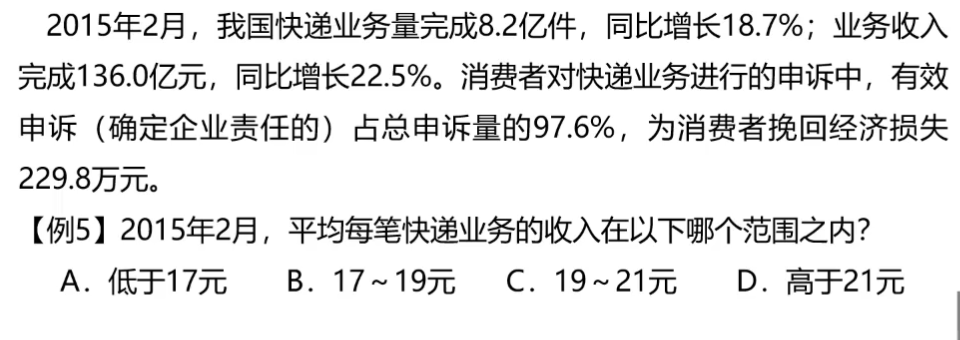 2015年2月，我国快递业务量完成8.2亿件，同比增长18.7%；业务收入
完成136.0亿元，同比增长22.5%。消费者对快递业务进行的申诉中，有效
申诉（确定企业责任的）占总申诉量的97.6%，为消费者挽回经济损失
229.8万元。
【例5】2015年2月，平均每笔快递业务的收入在以下哪个范围之内？
A．低于17元 B．17～19元 C．19～21元 D．高于21元